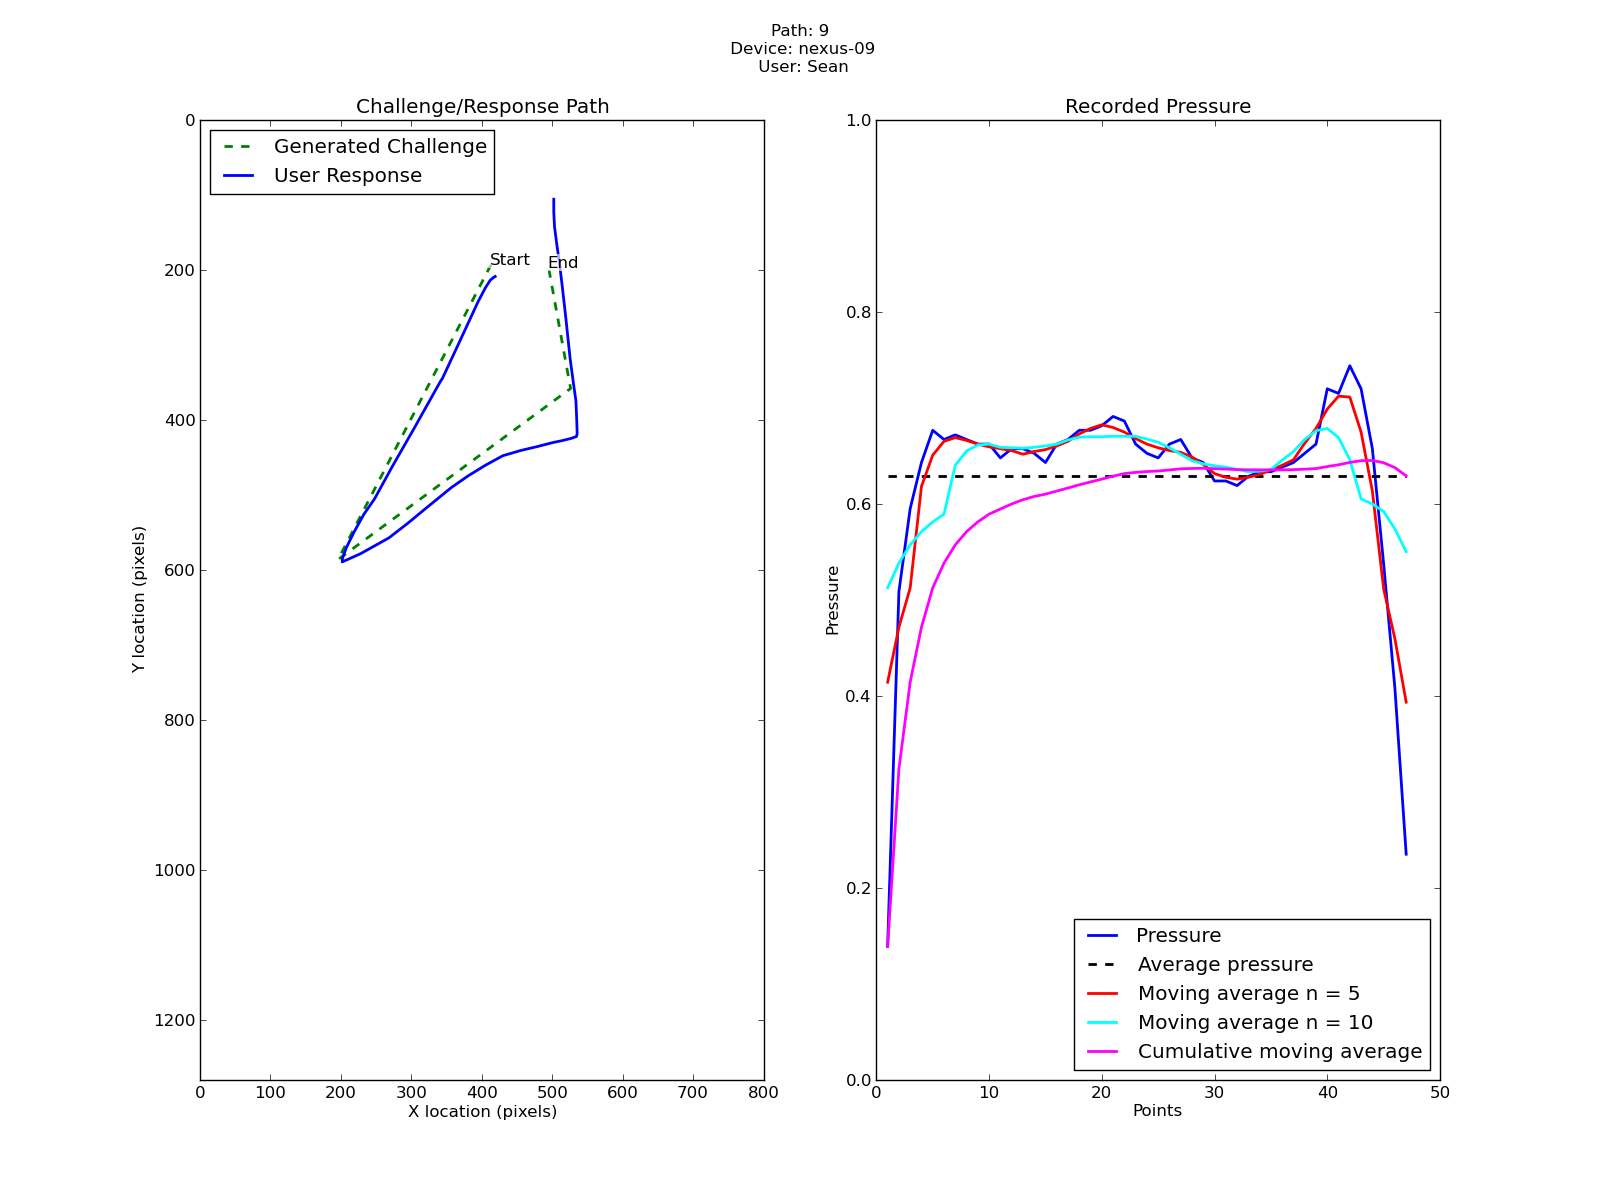 Path: 9
Device: nexus-09
User: Sean
Challenge/Response Path
Generated Challenge
User Response
Start
End
0
200
400
600
800
1000
1200
Y location (pixels)
0 100 200 300 400 500 600 700 800
X location (pixels)
Recorded Pressure
1.0
0.8
0.6
0.4
0.2
0.0
Pressure
Pressure
Average pressure
Moving average n = 5
Moving average n = 10
Cumulative moving average
0 10 20 30 40 50
Points